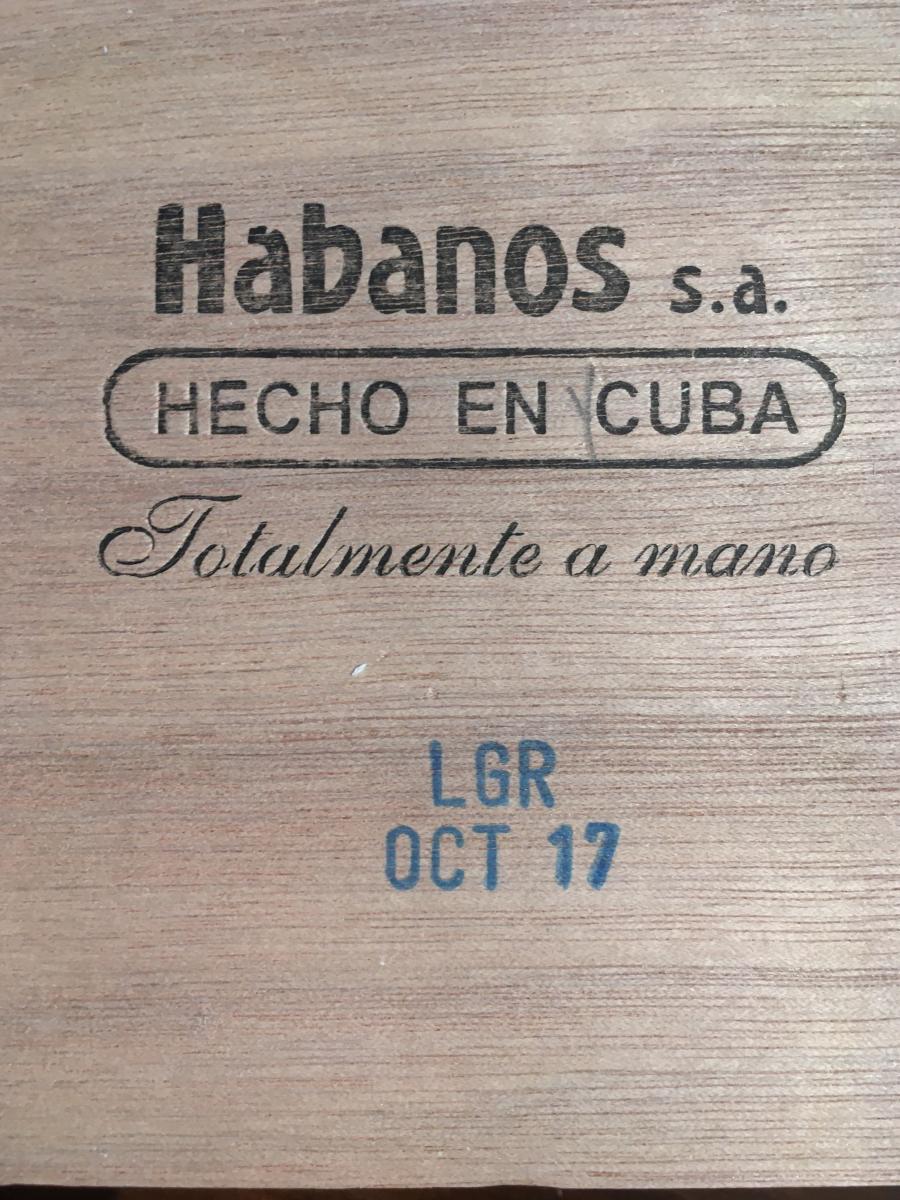 Habanos s.a.
HECHO EN CUBA
Totalmente a mano
LGR
OCT 17